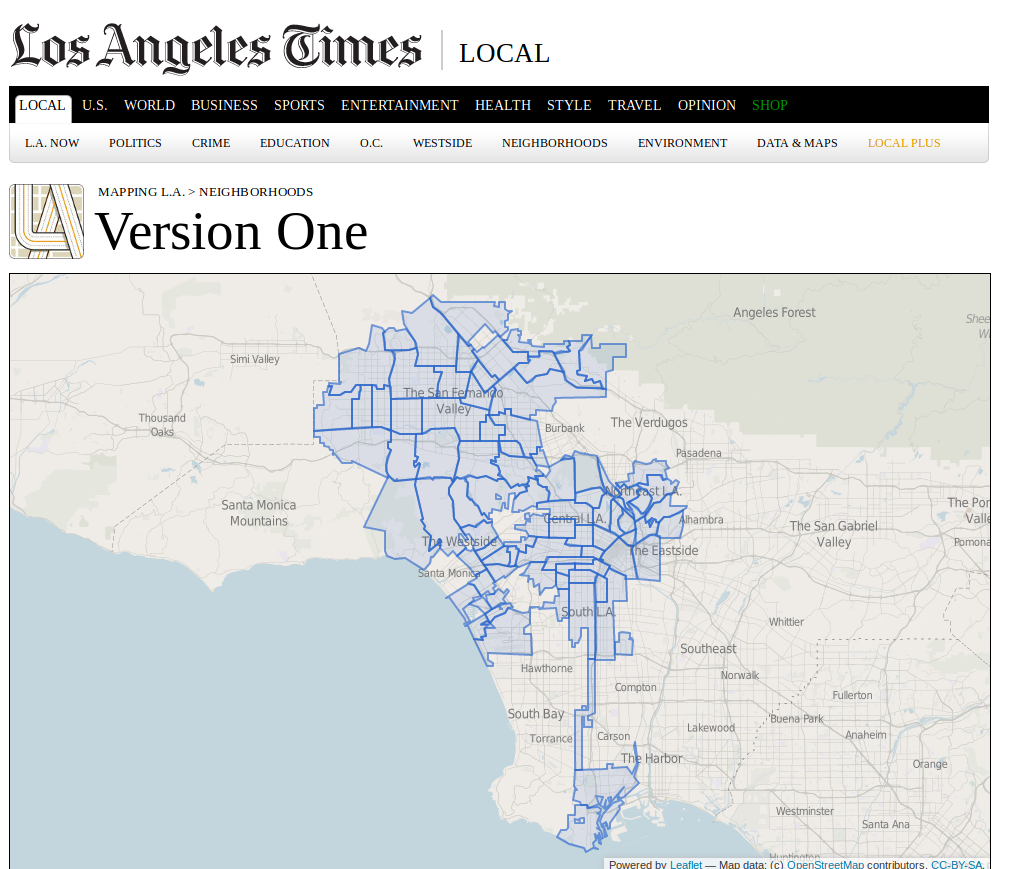 Los Angeles Times LOCAL
LOCAL U.S. WORLD BUSINESS SPORTS ENTERTAINMENT HEALTH STYLE TRAVEL OPINION SHOP
L.A. NOW POLITICS CRIME EDUCATION O.C. WESTSIDE NEIGHBORHOODS ENVIRONMENT DATA & MAPS LOCAL PLUS
MAPPING L.A. > NEIGHBORHOODS
Version One
Angeles Forest
Shee
Wi
Simi Valley
The San Fernando
Valley
Thousand
Oaks
Burbank
The Verdugos
Pasadena
Northeast L.A.
Santa Monica
Mountains
Central L.A.
Alhambra
The San Gabriel
Valley
The Pom
Valle
Pomona
The Westside
The Eastside
Santa Monica
South L.A.
Whittier
Southeast
Hawthorne
Norwalk
Compton
Fullerton
South Bay
Buena Park
Torrance
Carson
Lakewood
Anaheim
The Harbor
Orange
Westminster
Santa Ana
Huntington
Powered by Leaflet — Map data: (c) OpenStreetMap contributors, CC-BY-SA.